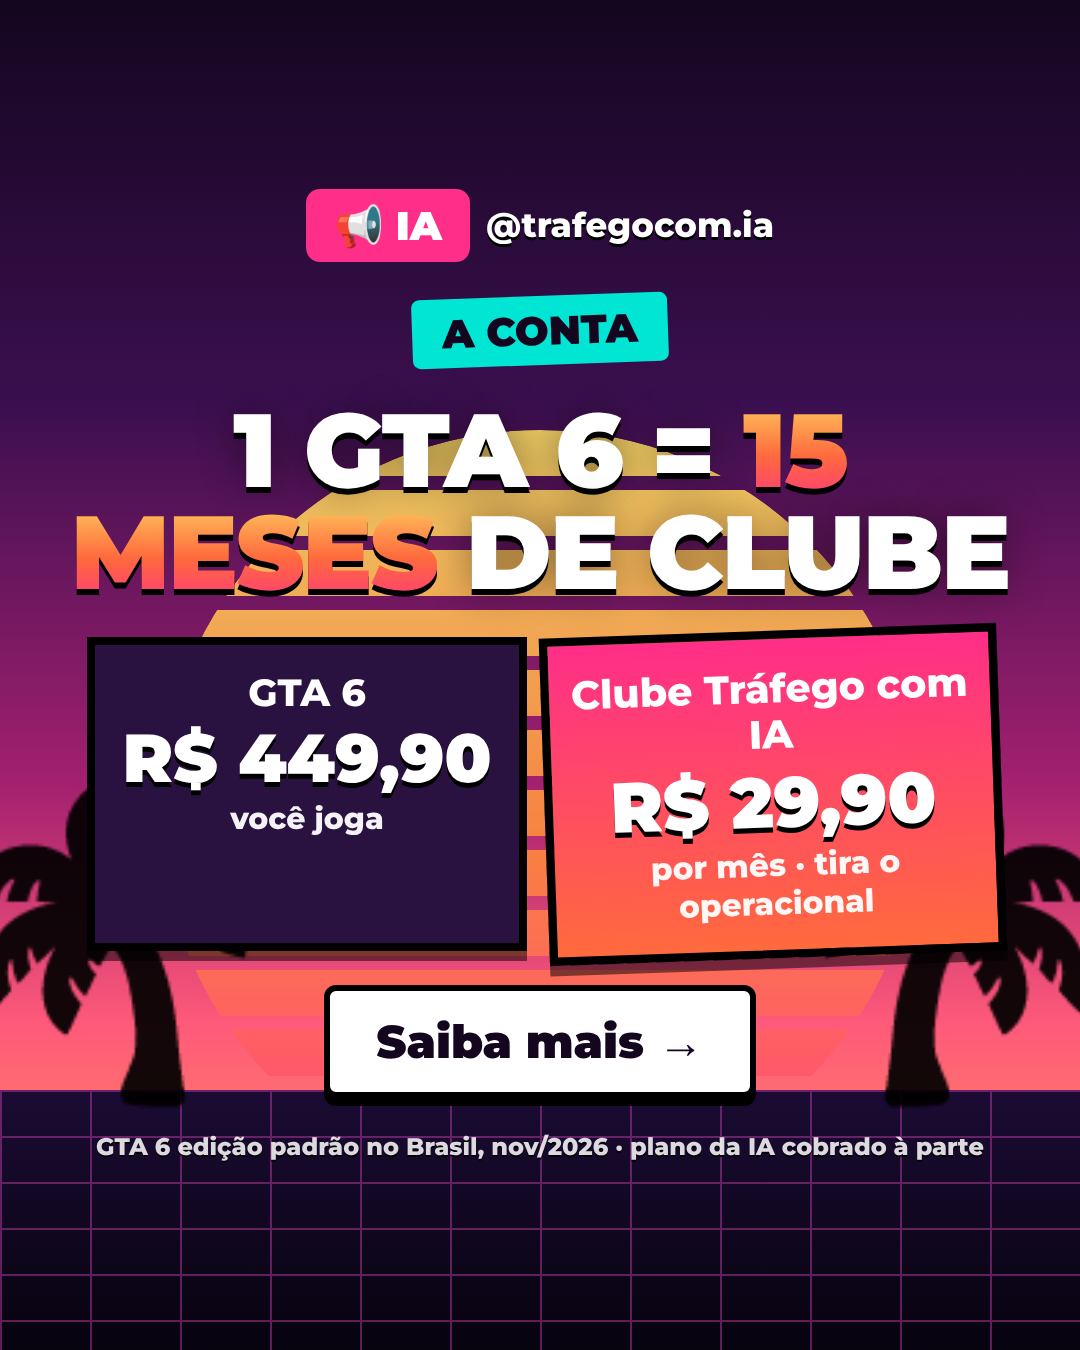 📢 IA @trafegocom.ia
A CONTA
1 GTA 6 = 15
MESES DE CLUBE
GTA 6
R$ 449,90
você joga
Clube Tráfego com
IA
R$ 29,90
por mês · tira o
operacional
Saiba mais →
GTA 6 edição padrão no Brasil, nov/2026 · plano da IA cobrado à parte